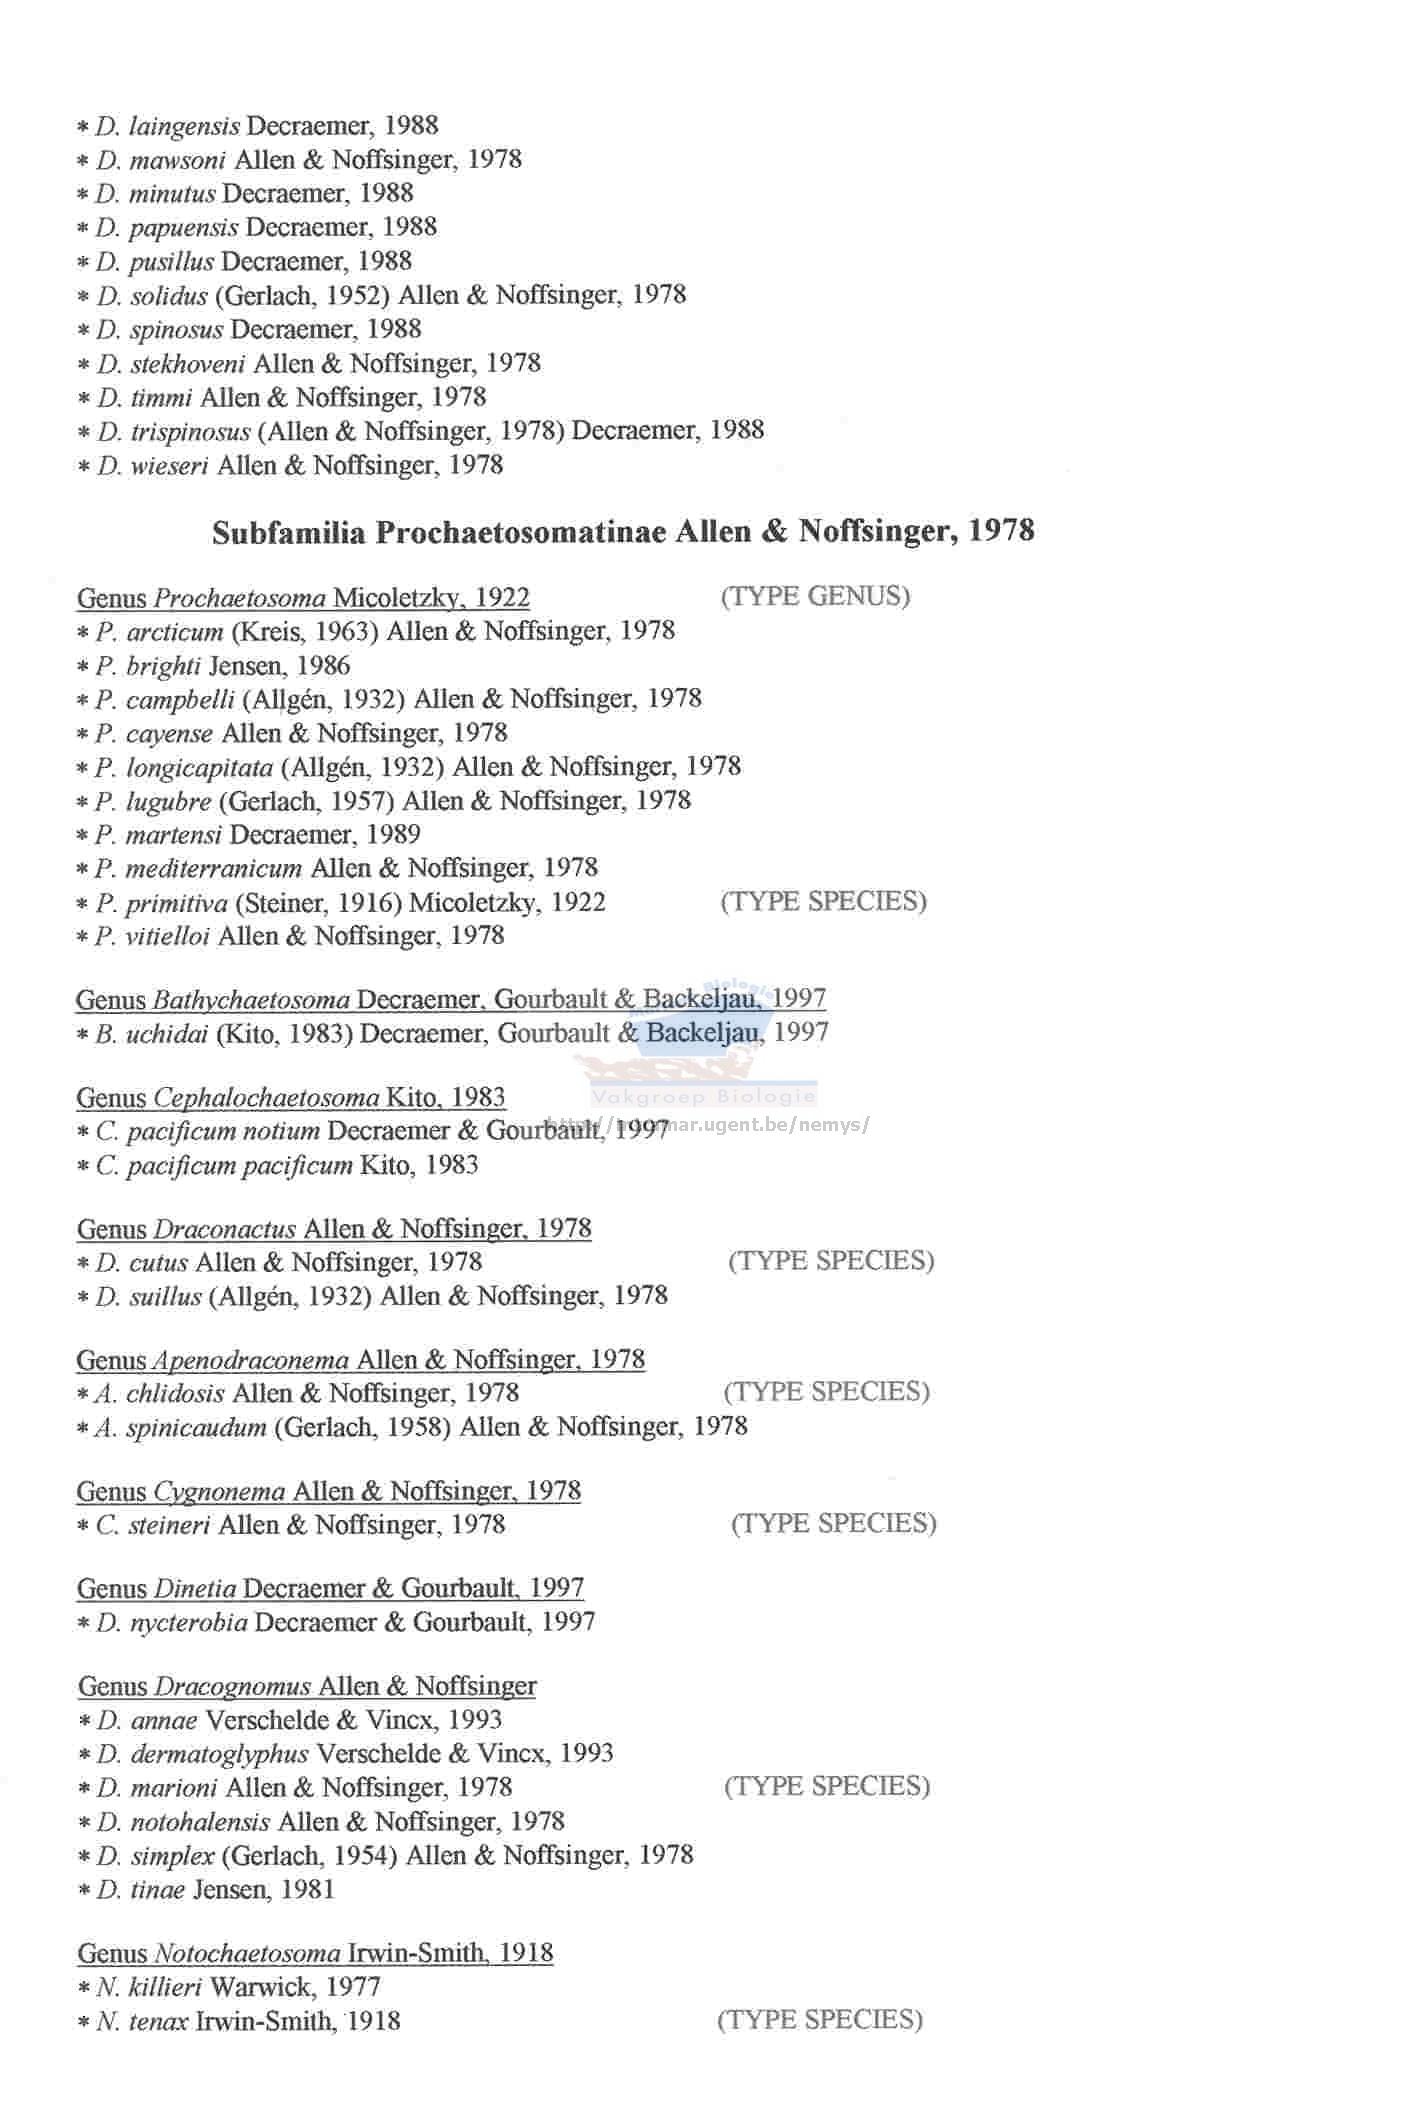 * D. laingensis Decraemer, 1988
* D. mawsoni Allen & Noffsinger, 1978
* D. minutus Decraemer, 1988
* D. papuensis Decraemer, 1988
* D. pusillus Decraemer, 1988
* D. solidus (Gerlach, 1952) Allen & Noffsinger, 1978
* D. spinosus Decraemer, 1988
* D. stekhoveni Allen & Noffsinger, 1978
* D. timmi Allen & Noffsinger, 1978
* D. trispinosus (Allen & Noffsinger, 1978) Decraemer, 1988
* D. wieseri Allen & Noffsinger, 1978
Subfamilia Prochaetosomatinae Allen & Noffsinger, 1978
Genus Prochaetosoma Micoletzky, 1922 (TYPE GENUS)
* P. arcticum (Kreis, 1963) Allen & Noffsinger, 1978
* P. brighti Jensen, 1986
* P. campbelli (Allgén, 1932) Allen & Noffsinger, 1978
* P. cayense Allen & Noffsinger, 1978
* P. longicapitata (Allgén, 1932) Allen & Noffsinger, 1978
* P. lugubre (Gerlach, 1957) Allen & Noffsinger, 1978
* P. martensi Decraemer, 1989
* P. mediterranicum Allen & Noffsinger, 1978
* P. primitiva (Steiner, 1916) Micoletzky, 1922 (TYPE SPECIES)
* P. vitielloi Allen & Noffsinger, 1978
Genus Bathychaetosoma Decraemer, Gourbault & Backeljau, 1997
* B. uchidai (Kito, 1983) Decraemer, Gourbault & Backeljau, 1997
Biologie
Vakgroep Biologie
Genus Cephalochaetosoma Kito, 1983
* C. pacificum notium Decraemer & Gourbault, 1997
.ugent.be/nemys/
* C. pacificum pacificum Kito, 1983
Genus Draconactus Allen & Noffsinger, 1978
* D. cutus Allen & Noffsinger, 1978 (TYPE SPECIES)
* D. suillus (Allgén, 1932) Allen & Noffsinger, 1978
Genus Apenodraconema Allen & Noffsinger, 1978
* A. chlidosis Allen & Noffsinger, 1978 (TYPE SPECIES)
* A. spinicaudum (Gerlach, 1958) Allen & Noffsinger, 1978
Genus Cygnonema Allen & Noffsinger, 1978
* C. steineri Allen & Noffsinger, 1978 (TYPE SPECIES)
Genus Dinetia Decraemer & Gourbault, 1997
* D. nycterobia Decraemer & Gourbault, 1997
Genus Dracognomus Allen & Noffsinger
* D. annae Verschelde & Vincx, 1993
* D. dermatoglyphus Verschelde & Vincx, 1993
* D. marioni Allen & Noffsinger, 1978 (TYPE SPECIES)
* D. notohalensis Allen & Noffsinger, 1978
* D. simplex (Gerlach, 1954) Allen & Noffsinger, 1978
* D. tinae Jensen, 1981
Genus Notochaetosoma Irwin-Smith, 1918
* N. killieri Warwick, 1977
* N. tenax Irwin-Smith, 1918 (TYPE SPECIES)